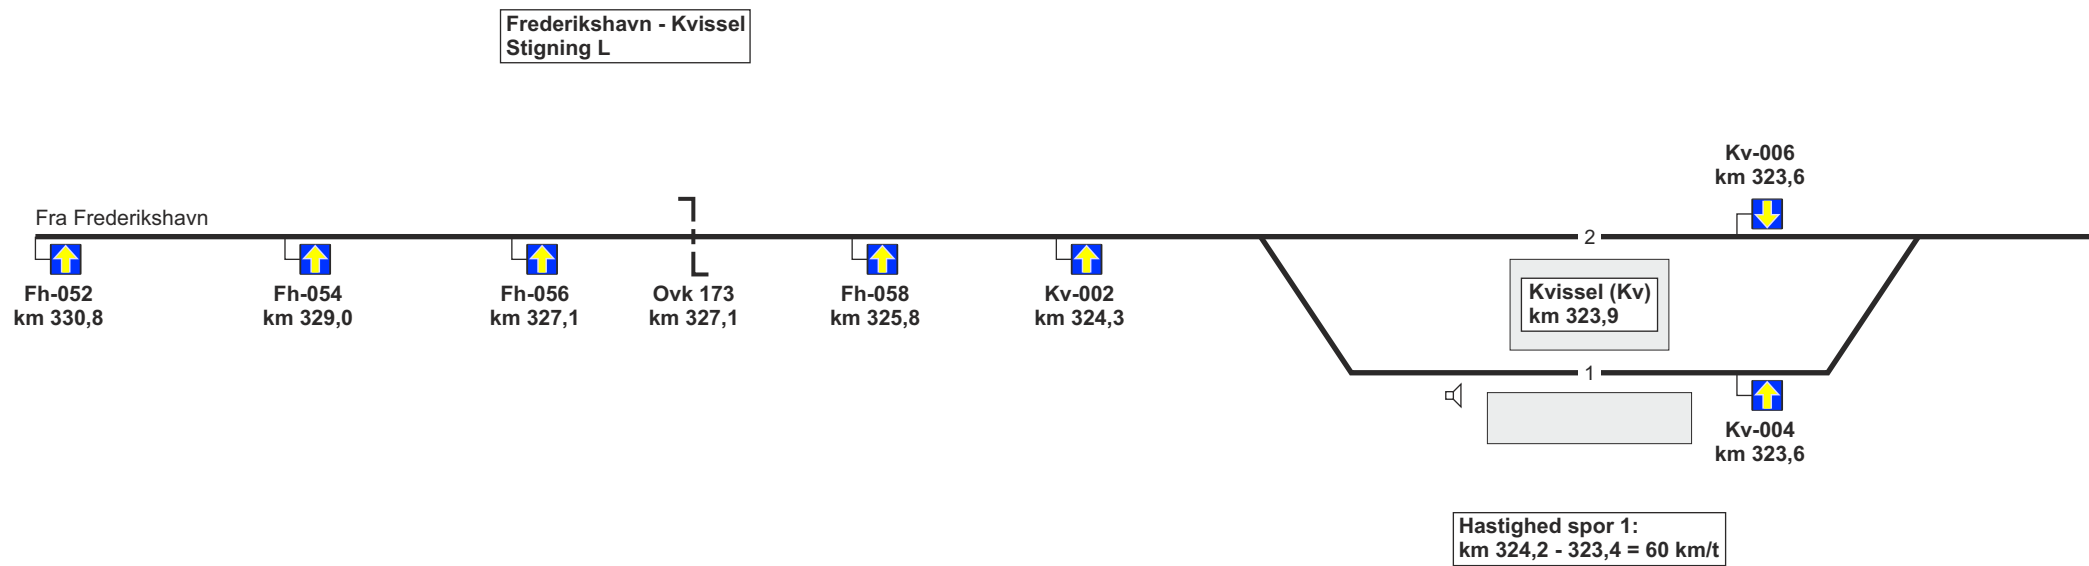 Frederikshavn - Kvissel
Stigning L
Kv-006
km 323,6
Fra Frederikshavn
2
Fh-052
km 330,8
Fh-054
km 329,0
Fh-056
km 327,1
Ovk 173
km 327,1
Fh-058
km 325,8
Kv-002
km 324,3
Kvissel (Kv)
km 323,9
1
Kv-004
km 323,6
Hastighed spor 1:
km 324,2 - 323,4 = 60 km/t